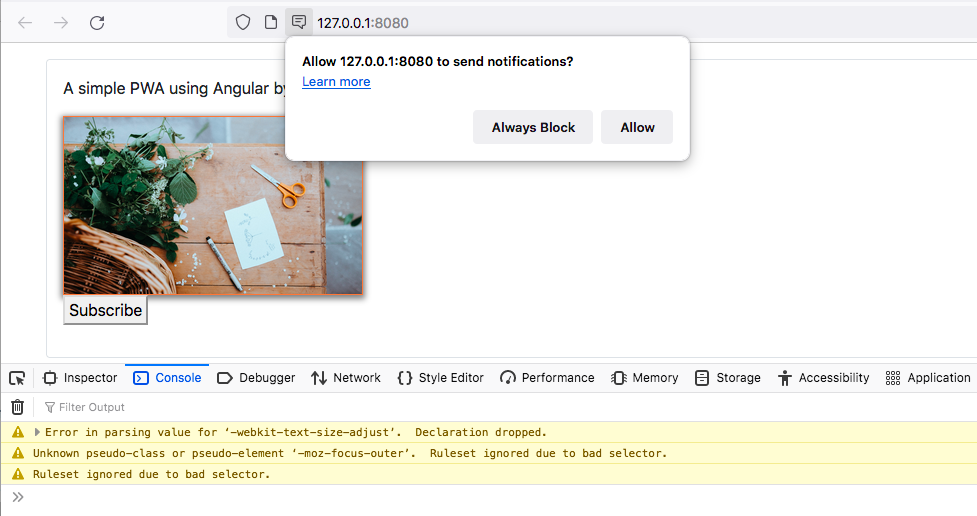 127.0.0.1:8080
Allow 127.0.0.1:8080 to send notifications?
Learn more
Always Block Allow
A simple PWA using Angular by
Subscribe
Inspector Console Debugger Network Style Editor Performance Memory Storage Accessibility Application
Filter Output
Error in parsing value for ‘-webkit-text-size-adjust’. Declaration dropped.
Unknown pseudo-class or pseudo-element ‘-moz-focus-outer’. Ruleset ignored due to bad selector.
Ruleset ignored due to bad selector.